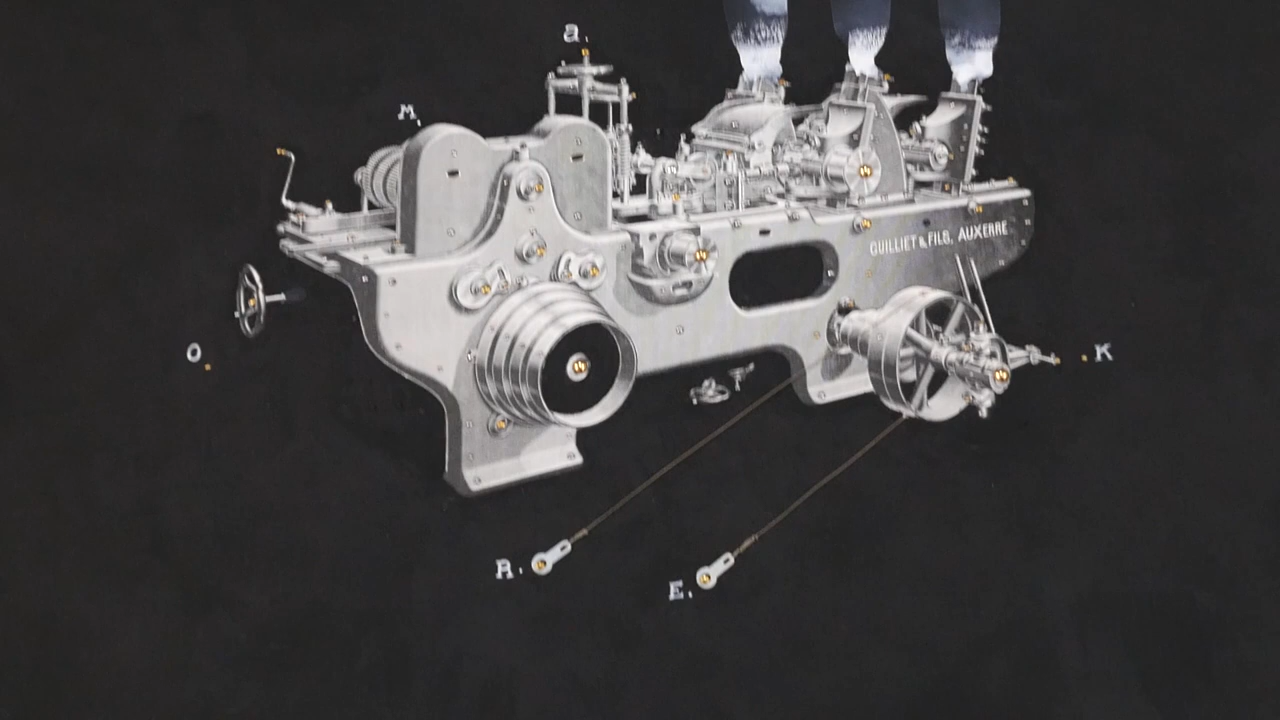 a.
M.
GUILLIET & FILS, AUXERRE
O.
K
R.
E.